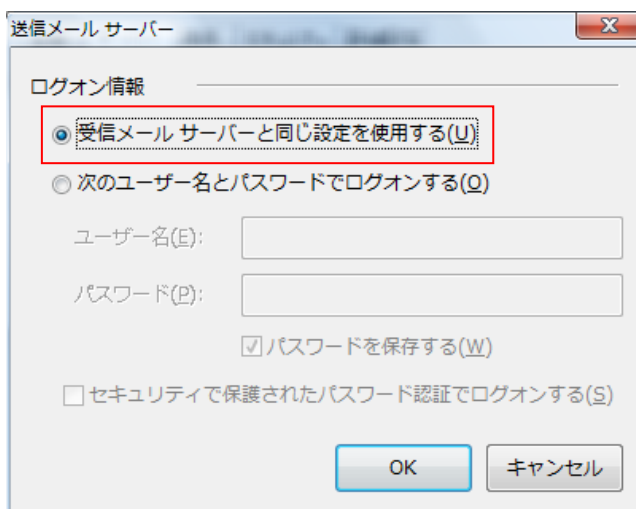 送信メール サーバー
ログオン情報
受信メール サーバーと同じ設定を使用する(U)
次のユーザー名とパスワードでログオンする(O)
ユーザー名(E):
パスワード(P):
パスワードを保存する(W)
セキュリティで保護されたパスワード認証でログオンする(S)
OK
キャンセル